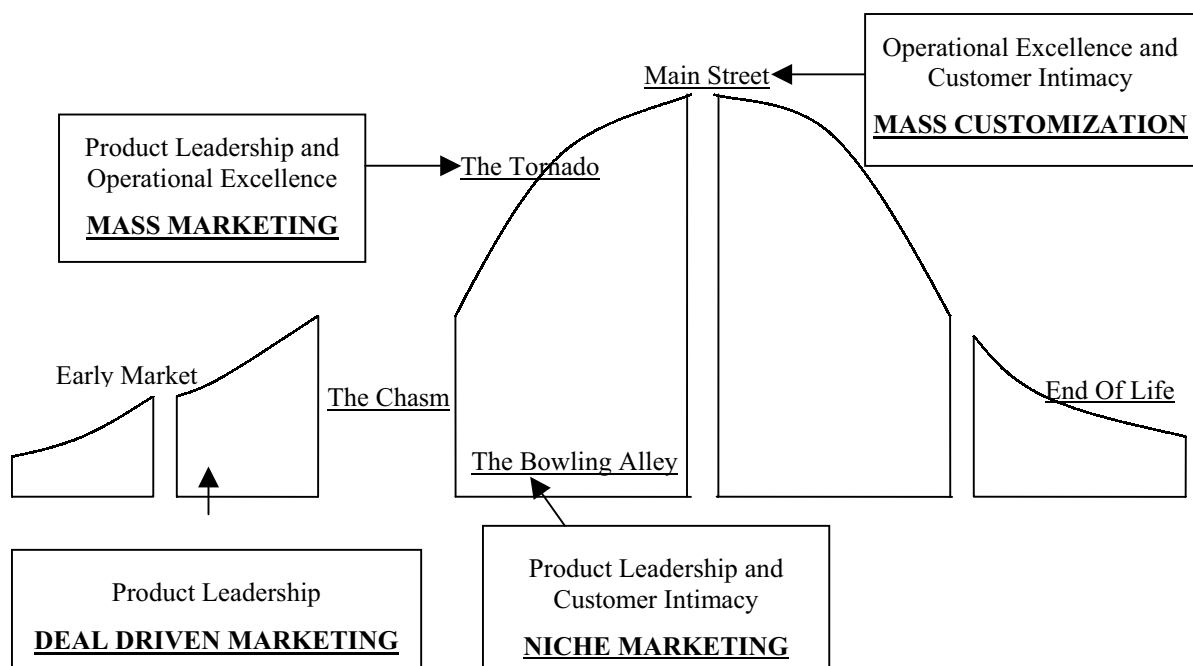 Operational Excellence and
Customer Intimacy
MASS CUSTOMIZATION
Main Street
Product Leadership and
Operational Excellence
MASS MARKETING
The Tornado
Early Market
The Chasm
End Of Life
The Bowling Alley
Product Leadership
DEAL DRIVEN MARKETING
Product Leadership and
Customer Intimacy
NICHE MARKETING